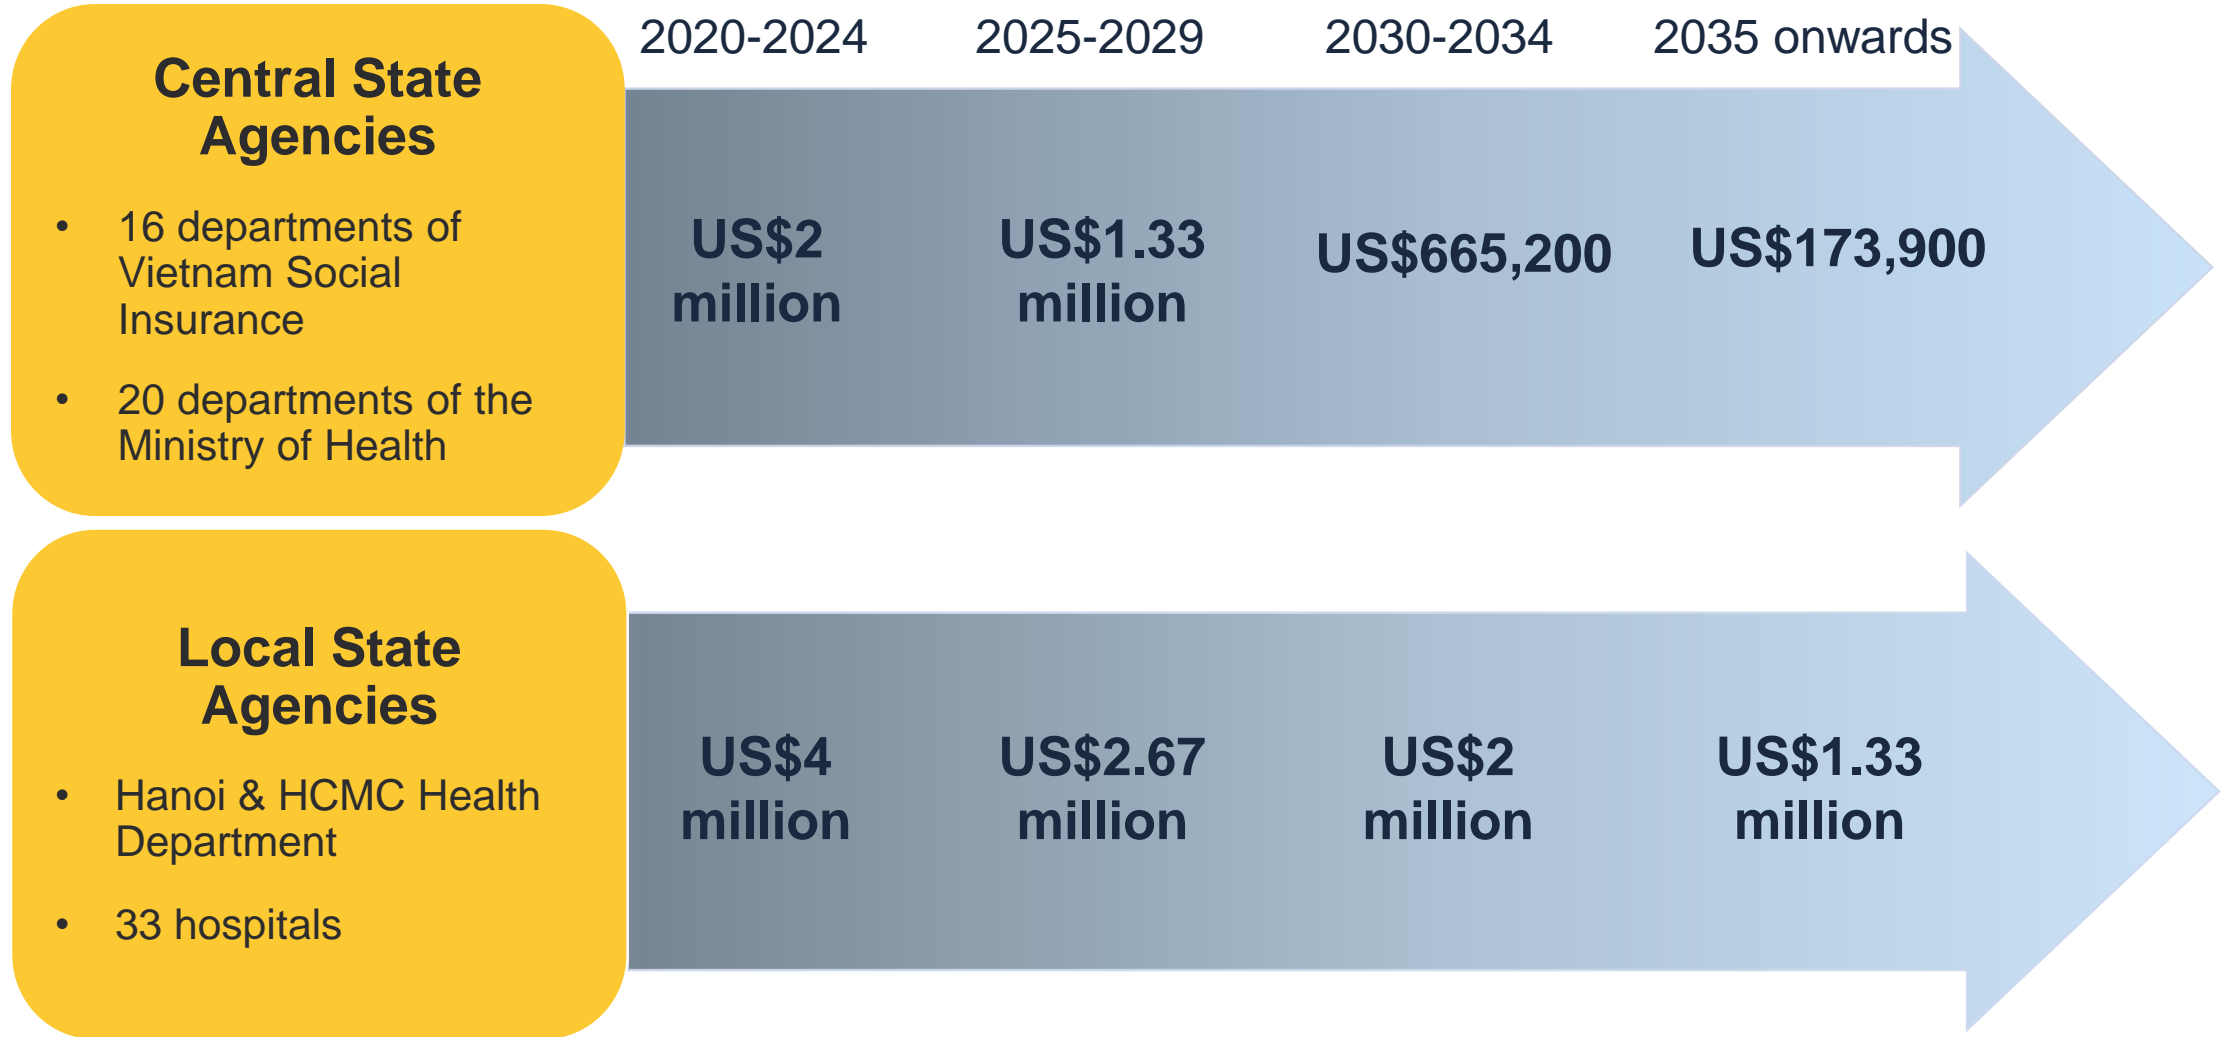 2020-2024 2025-2029 2030-2034 2035 onwards
Central State
Agencies
• 16 departments of
Vietnam Social
Insurance
• 20 departments of the
Ministry of Health
US$2
million
US$1.33
million
US$665,200
US$173,900
Local State
Agencies
• Hanoi & HCMC Health
Department
• 33 hospitals
US$4
million
US$2.67
million
US$2
million
US$1.33
million